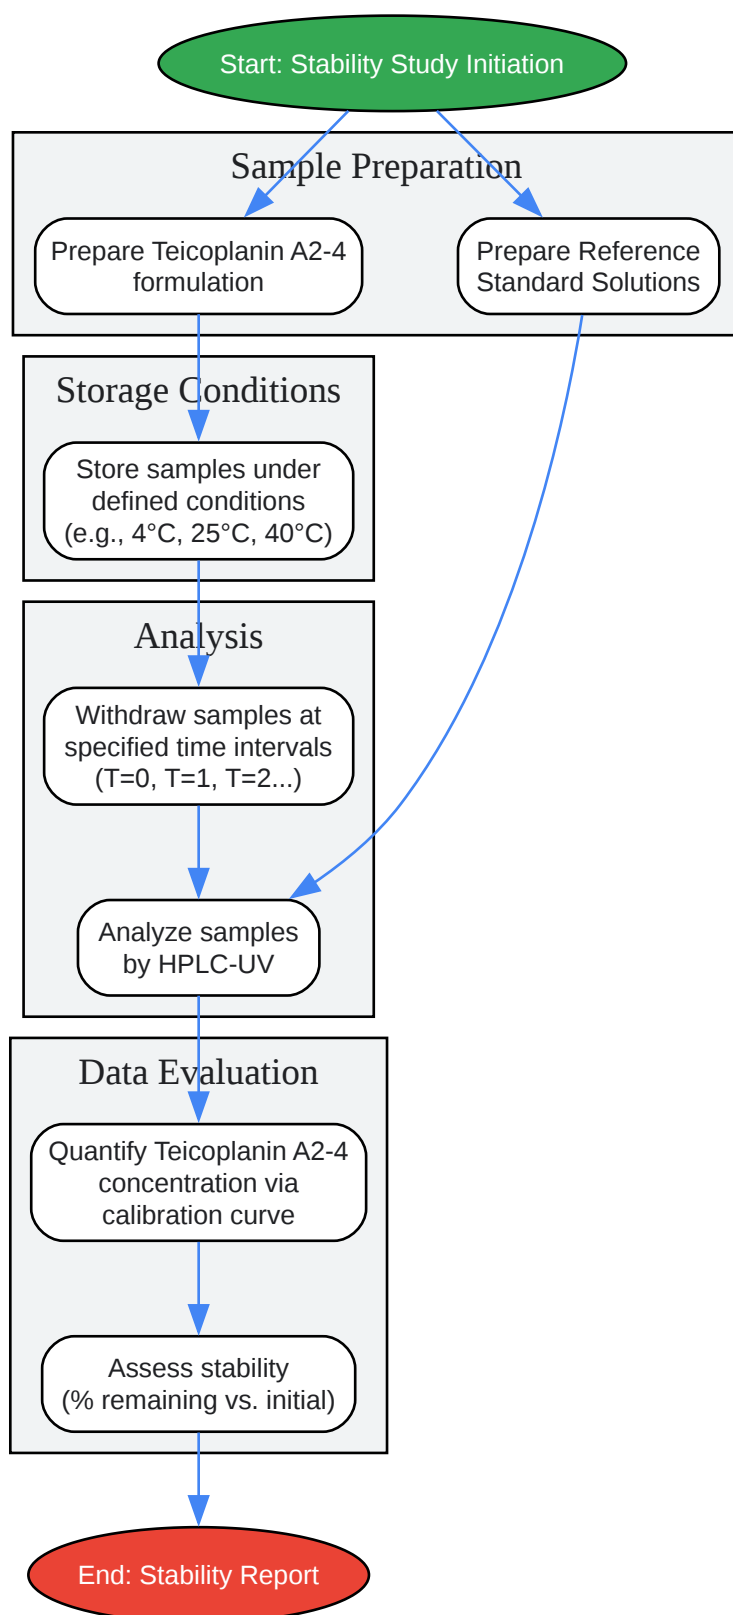 Start: Stability Study Initiation
Sample Preparation
Prepare Teicoplanin A2-4
formulation
Prepare Reference
Standard Solutions
Storage Conditions
Store samples under
defined conditions
(e.g., 4°C, 25°C, 40°C)
Analysis
Withdraw samples at
specified time intervals
(T=0, T=1, T=2...)
Analyze samples
by HPLC-UV
Data Evaluation
Quantify Teicoplanin A2-4
concentration via
calibration curve
Assess stability
(% remaining vs. initial)
End: Stability Report